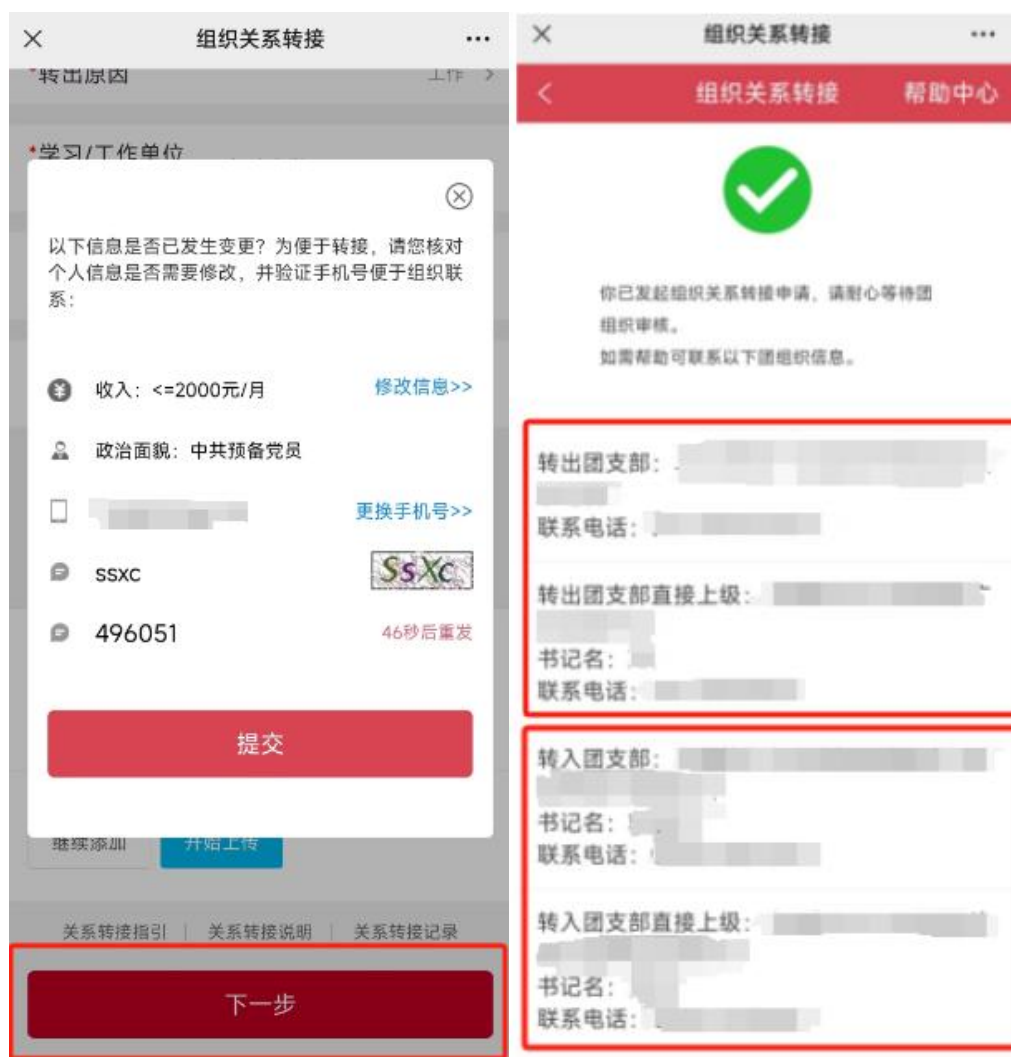 组织关系转接
*转出原因
工作 >
*学习/工作单位
以下信息是否已发生变更？为便于转接，请您核对
个人信息是否需要修改，并验证手机号便于组织联
系：
收入：<=2000元/月
修改信息>>
政治面貌：中共预备党员
更换手机号>>
ssxc
SsXc
496051
46秒后重发
提交
继续添加
开始上传
关系转接指引 | 关系转接说明 | 关系转接记录
下一步
组织关系转接
组织关系转接
帮助中心
你已发起组织关系转接申请，请耐心等待团
组织审核。
如需帮助可联系以下团组织信息。
转出团支部：
联系电话：
转出团支部直接上级：
书记名：
联系电话：
转入团支部：
书记名：
联系电话：
转入团支部直接上级：
书记名：
联系电话：